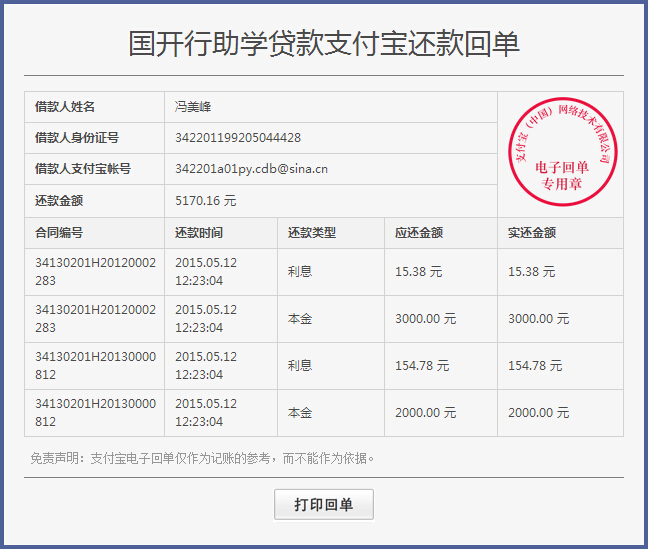 国开行助学贷款支付宝还款回单
借款人姓名 冯美峰
借款人身份证号 342201199205044428
借款人支付宝帐号 342201a01py.cdb@sina.cn
还款金额 5170.16 元
支付宝（中国）网络技术有限公司
电子回单
专用章
合同编号 还款时间 还款类型 应还金额 实还金额
34130201H20120002 2015.05.12
283 12:23:04 利息 15.38 元 15.38 元
34130201H20120002 2015.05.12
283 12:23:04 本金 3000.00 元 3000.00 元
34130201H20130000 2015.05.12
812 12:23:04 利息 154.78 元 154.78 元
34130201H20130000 2015.05.12
812 12:23:04 本金 2000.00 元 2000.00 元
免责声明：支付宝电子回单仅作为记账的参考，而不能作为依据。
打印回单